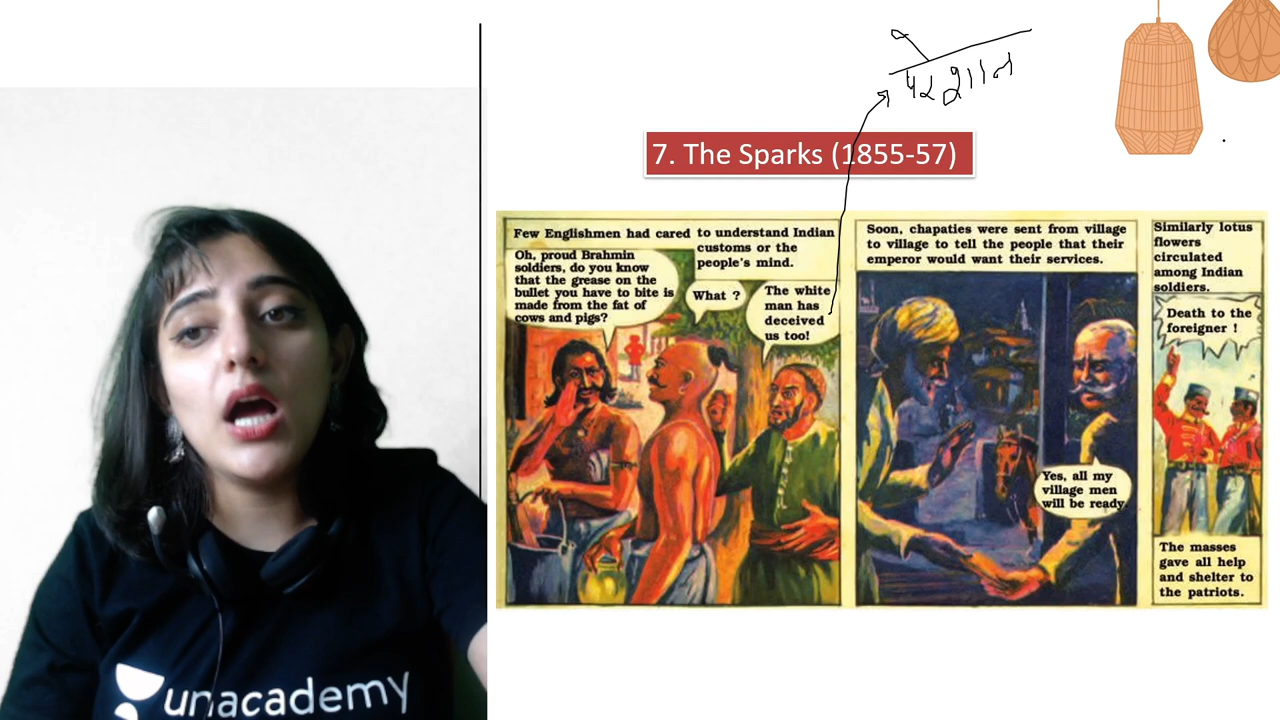 7. The Sparks (1855-57)
Few Englishmen had cared to understand Indian
customs or the
people's mind.
Oh, proud Brahmin
soldiers, do you know
that the grease on the
bullet you have to bite is
made from the fat of
cows and pigs?
What ?
The white
man has
deceived
us too!
Soon, chapaties were sent from village
to village to tell the people that their
emperor would want their services.
Yes, all my
village men
will be ready.
Similarly lotus
flowers
circulated
among Indian
soldiers.
Death to the
foreigner !
The masses
gave all help
and shelter to
the patriots.
unacademy